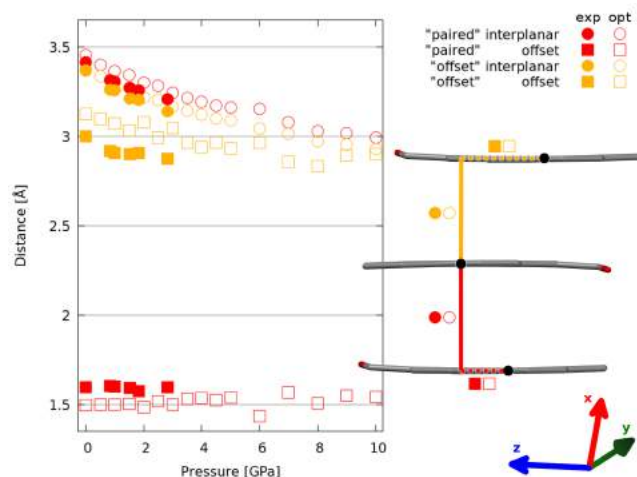 exp opt
"paired" interplanar
"paired" offset
"offset" interplanar
"offset" offset
3.5
3
2.5
2
1.5
Distance [Å]
0 2 4 6 8 10
Pressure [GPa]
x
y
z